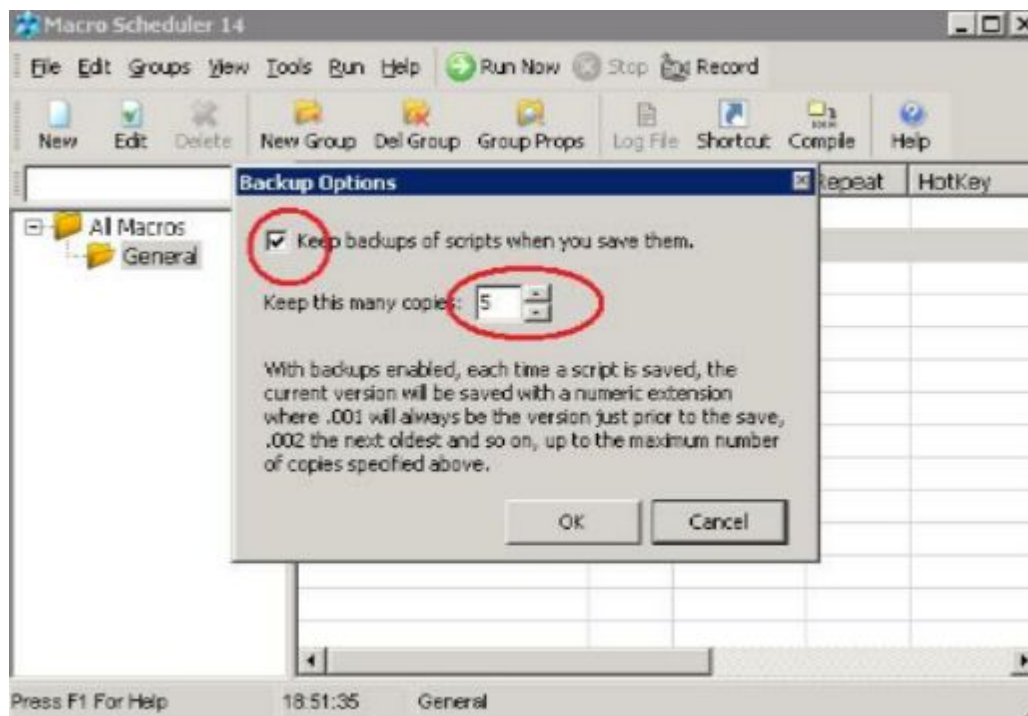 Macro Scheduler 14
File Edit Groups View Tools Run Help Run Now Stop Record
New Edit Delete New Group Del Group Group Props Log File Shortcut Compile Help
Backup Options
Repeat HotKey
All Macros
General
Keep backups of scripts when you save them.
Keep this many copies: 5
With backups enabled, each time a script is saved, the
current version will be saved with a numeric extension
where .001 will always be the version just prior to the save,
.002 the next oldest and so on, up to the maximum number
of copies specified above.
OK Cancel
Press F1 For Help 18:51:35 General